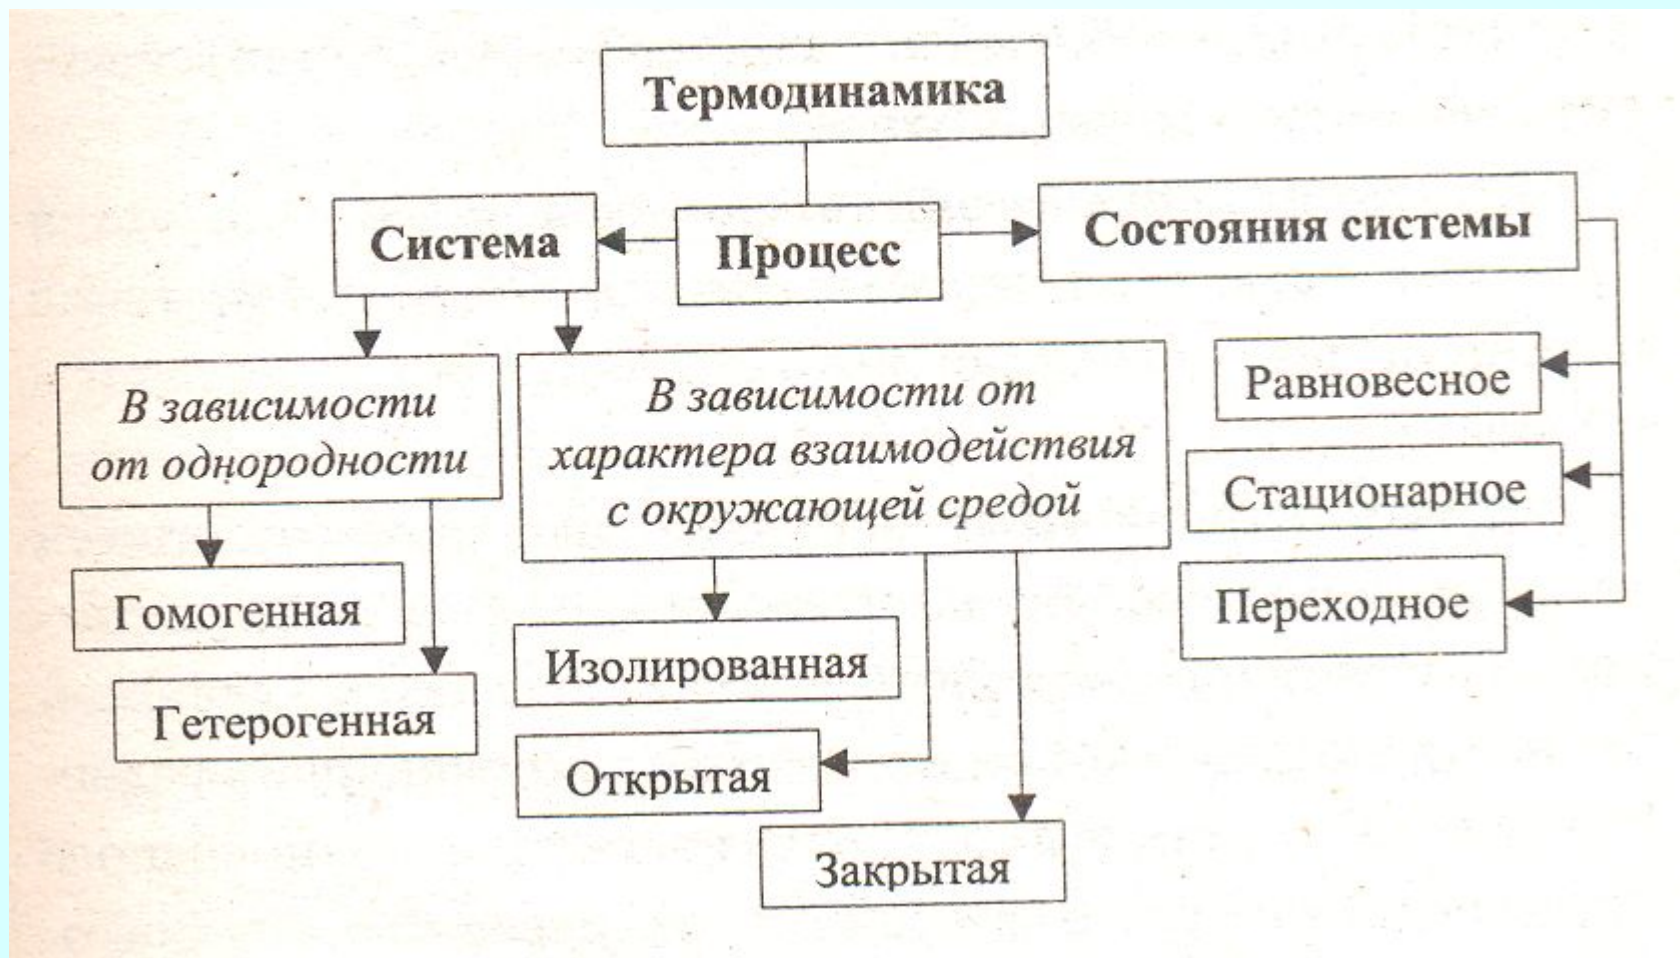 Термодинамика
Система
Процесс
Состояния системы
В зависимости
от однородности
В зависимости от
характера взаимодействия
с окружающей средой
Равновесное
Стационарное
Переходное
Гомогенная
Гетерогенная
Изолированная
Открытая
Закрытая